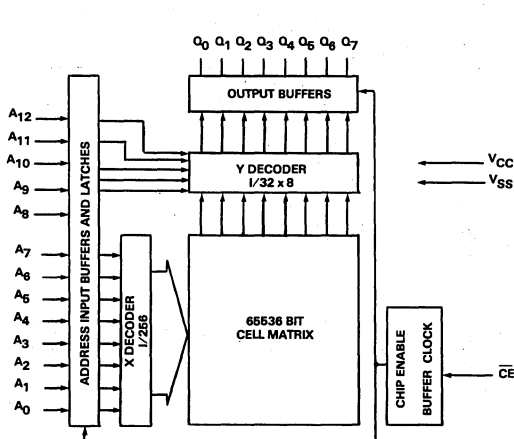 Q0 Q1 Q2 Q3 Q4 Q5 Q6 Q7
OUTPUT BUFFERS
A12
A11
A10
A9
A8
A7
A6
A5
A4
A3
A2
A1
A0
ADDRESS INPUT BUFFERS AND LATCHES
Y DECODER
I/32 x 8
VCC
VSS
X DECODER
I/256
65536 BIT
CELL MATRIX
CHIP ENABLE
BUFFER CLOCK
CE